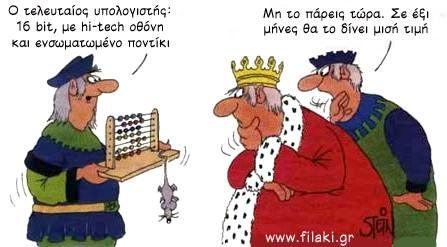 Ο τελευταίος υπολογιστής:
16 bit, με hi-tech οθόνη
και ενσωματωμένο ποντίκι
Μη το πάρεις τώρα. Σε έξι
μήνες θα το δίνει μισή τιμή
www.filaki.gr
STEIN